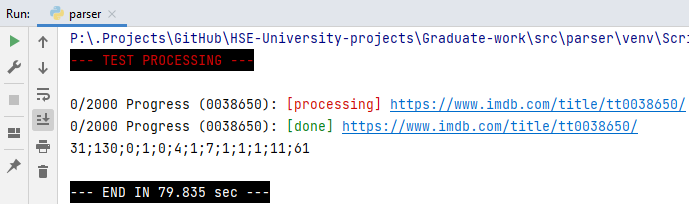 Run: parser
P:\.Projects\GitHub\HSE-University-projects\Graduate-work\src\parser\venv\Scri
--- TEST PROCESSING ---
0/2000 Progress (0038650): [processing] https://www.imdb.com/title/tt0038650/
0/2000 Progress (0038650): [done] https://www.imdb.com/title/tt0038650/
31;130;0;1;0;4;1;7;1;1;1;11;61
--- END IN 79.835 sec ---